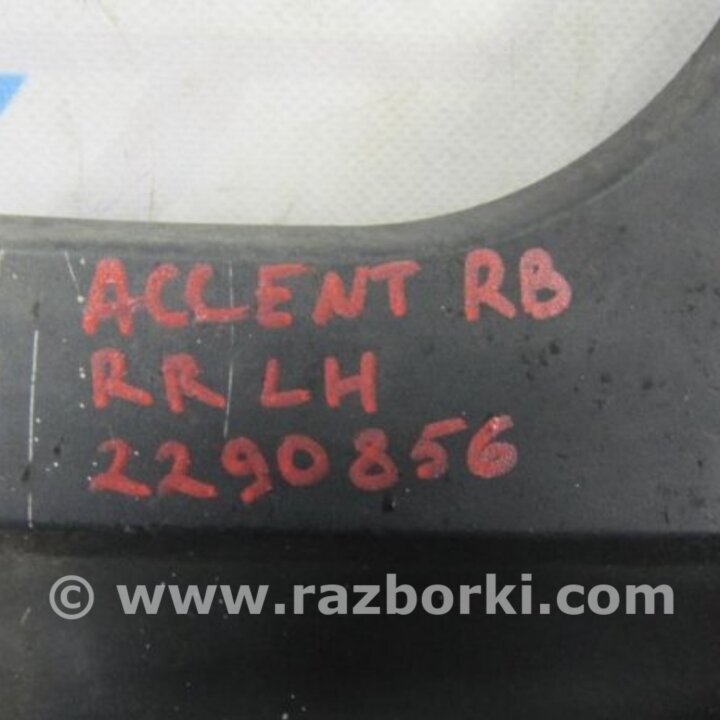 ACCENT RB
RR LH
2290856
© www.razborki.com